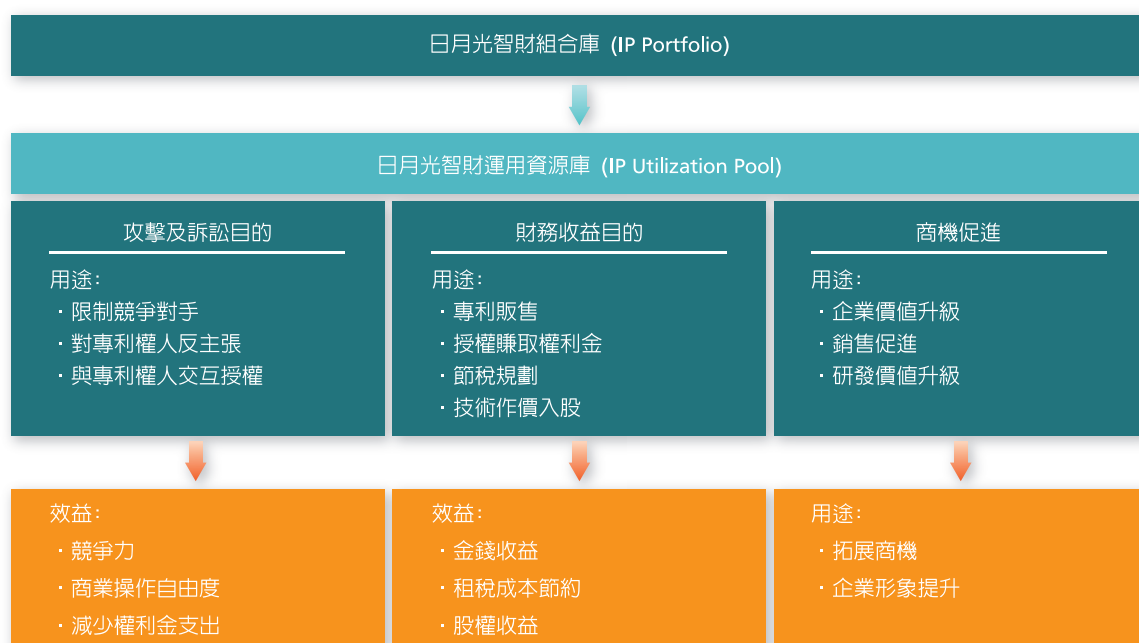 日月光智財組合庫 (IP Portfolio)
日月光智財運用資源庫 (IP Utilization Pool)
攻擊及訴訟目的
用途:
・限制競爭對手
・對專利權人反主張
・與專利權人交互授權
財務收益目的
用途:
・專利販售
・授權賺取權利金
・節稅規劃
・技術作價入股
商機促進
用途:
・企業價值升級
・銷售促進
・研發價值升級
效益:
・競爭力
・商業操作自由度
・減少權利金支出
效益:
・金錢收益
・租稅成本節約
・股權收益
用途:
・拓展商機
・企業形象提升